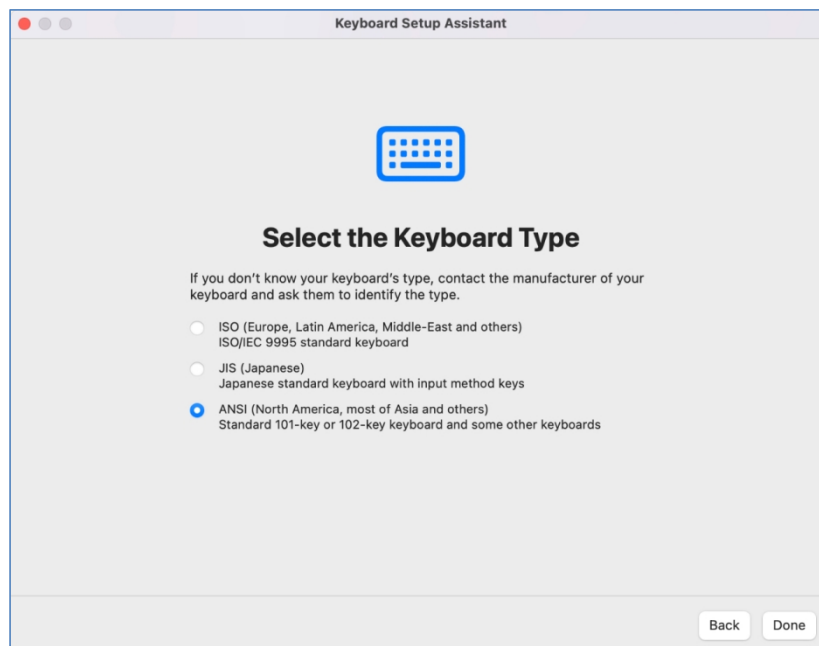 Keyboard Setup Assistant
Select the Keyboard Type
If you don’t know your keyboard’s type, contact the manufacturer of your
keyboard and ask them to identify the type.
ISO (Europe, Latin America, Middle-East and others)
ISO/IEC 9995 standard keyboard
JIS (Japanese)
Japanese standard keyboard with input method keys
ANSI (North America, most of Asia and others)
Standard 101-key or 102-key keyboard and some other keyboards
Back
Done